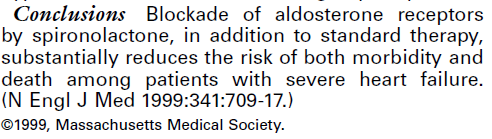 Conclusions Blockade of aldosterone receptors
by spironolactone, in addition to standard therapy,
substantially reduces the risk of both morbidity and
death among patients with severe heart failure.
(N Engl J Med 1999:341:709-17.)
©1999, Massachusetts Medical Society.